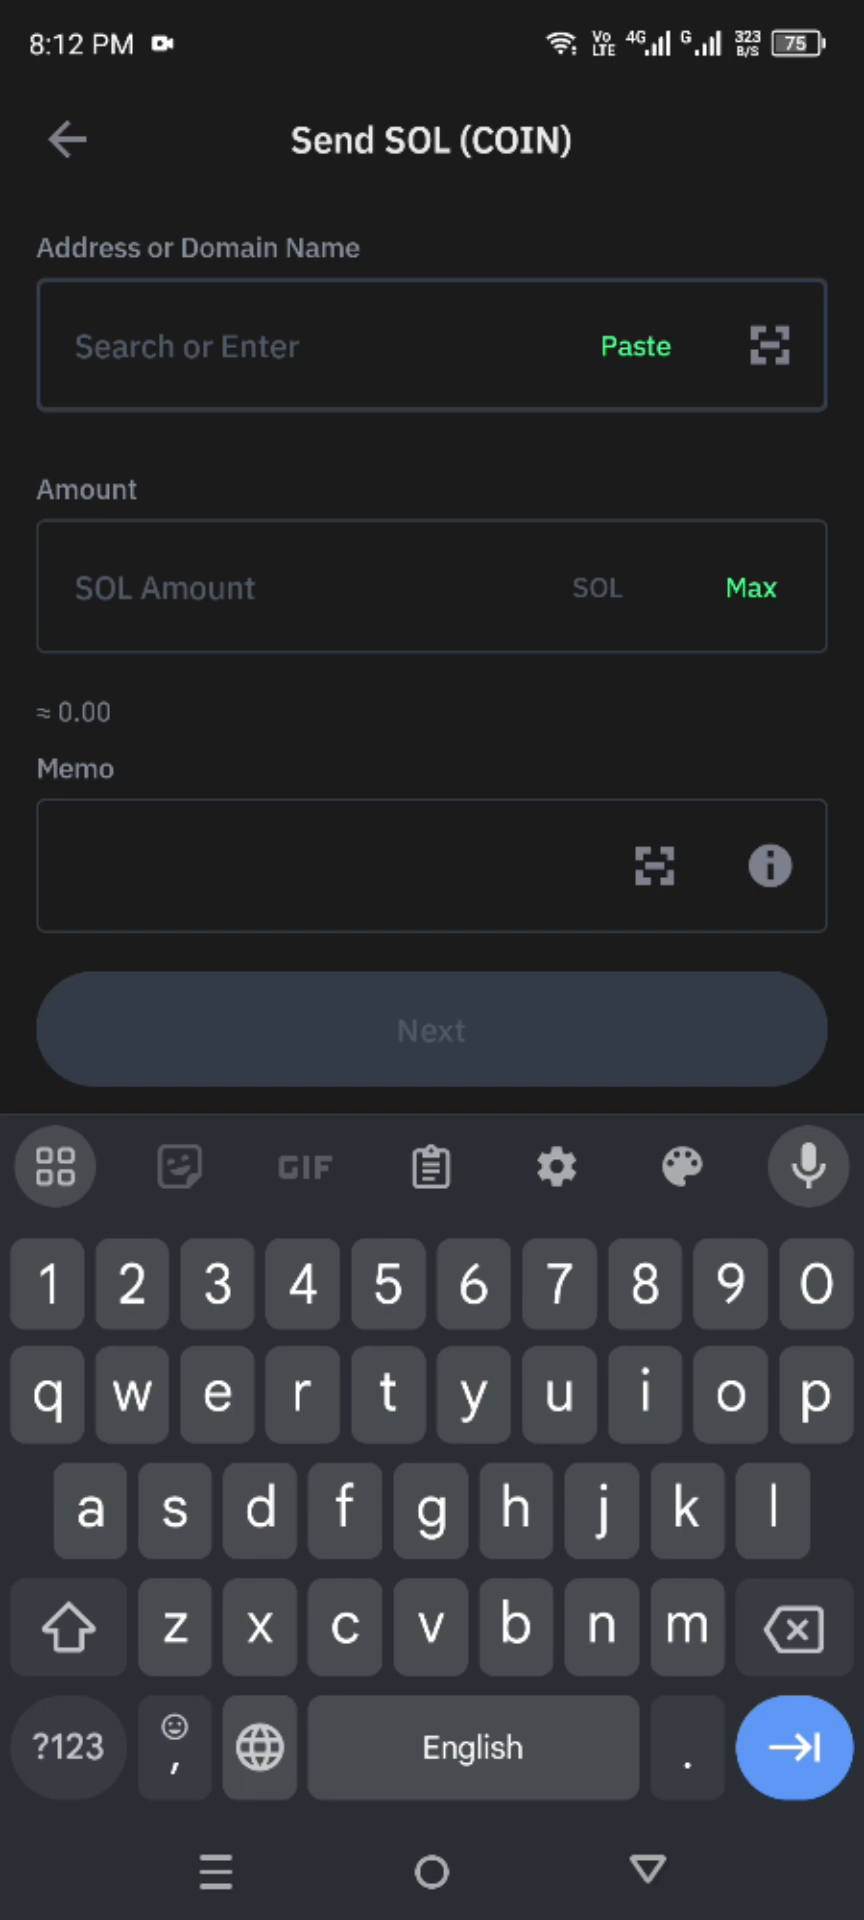 8:12 PM Vo LTE 4G G 323 B/S 75
Send SOL (COIN)
Address or Domain Name
Search or Enter Paste
Amount
SOL Amount SOL Max
≈ 0.00
Memo
Next
GIF
1 2 3 4 5 6 7 8 9 0
q w e r t y u i o p
a s d f g h j k l
z x c v b n m
?123 , English .